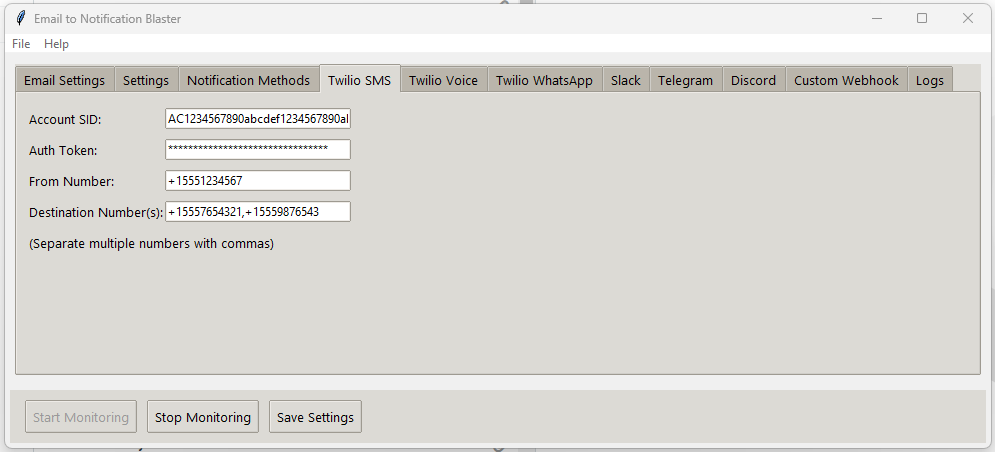 Email to Notification Blaster
File Help
Email Settings Settings Notification Methods Twilio SMS Twilio Voice Twilio WhatsApp Slack Telegram Discord Custom Webhook Logs
Account SID: AC1234567890abcdef1234567890a
Auth Token: ********************************
From Number: +15551234567
Destination Number(s): +15557654321,+15559876543
(Separate multiple numbers with commas)
Start Monitoring Stop Monitoring Save Settings